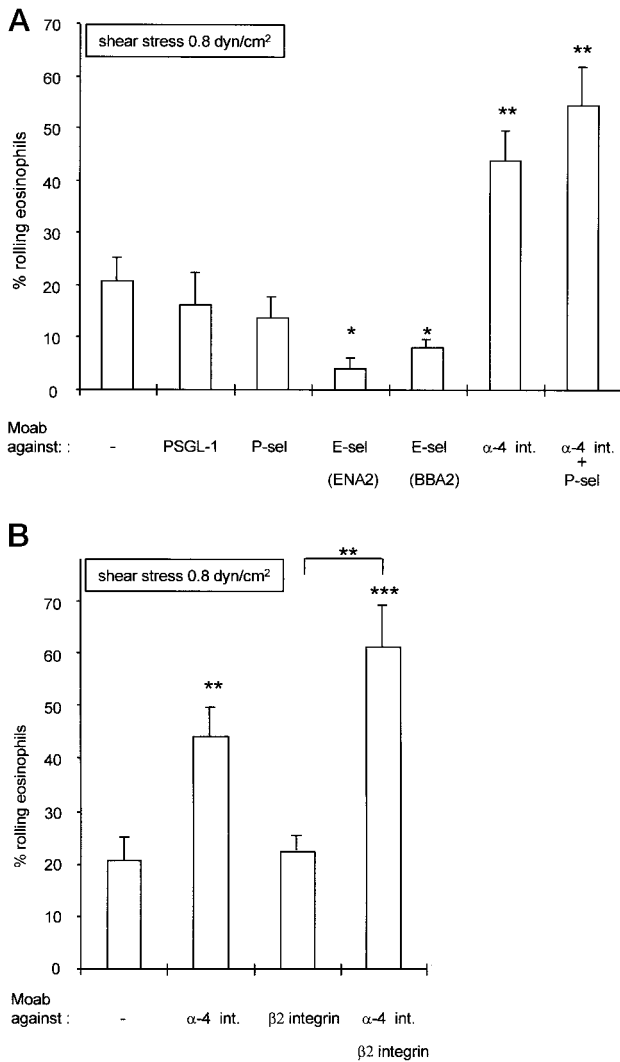 A
shear stress 0.8 dyn/cm²
% rolling eosinophils
70
60
50
40
30
20
10
0
**
**
*
*
Moab
against: :
- PSGL-1 P-sel E-sel E-sel α-4 int. α-4 int.
(ENA2) (BBA2) +
P-sel
B
shear stress 0.8 dyn/cm²
% rolling eosinophils
70
60
50
40
30
20
10
0
**
***
**
Moab
against :
- α-4 int. β2 integrin α-4 int.
β2 integrin